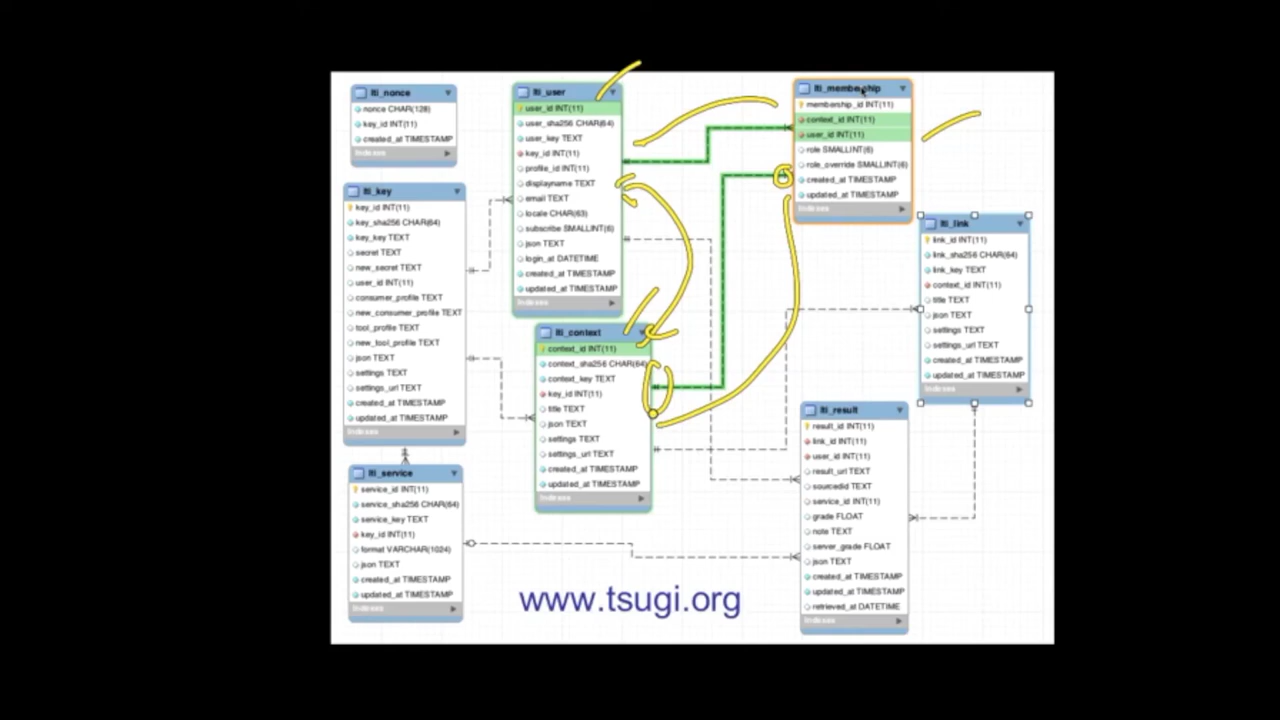 lti_nonce
nonce CHAR(128)
key_id INT(11)
created_at TIMESTAMP
Indexes
lti_key
key_id INT(11)
key_sha256 CHAR(64)
key_key TEXT
secret TEXT
new_secret TEXT
user_id INT(11)
consumer_profile TEXT
new_consumer_profile TEXT
tool_profile TEXT
new_tool_profile TEXT
json TEXT
settings TEXT
settings_url TEXT
created_at TIMESTAMP
updated_at TIMESTAMP
Indexes
lti_service
service_id INT(11)
service_sha256 CHAR(64)
service_key TEXT
key_id INT(11)
format VARCHAR(1024)
json TEXT
created_at TIMESTAMP
updated_at TIMESTAMP
Indexes
lti_user
user_id INT(11)
user_sha256 CHAR(64)
user_key TEXT
key_id INT(11)
profile_id INT(11)
displayname TEXT
email TEXT
locale CHAR(63)
subscribe SMALLINT(6)
json TEXT
login_at DATETIME
created_at TIMESTAMP
updated_at TIMESTAMP
Indexes
lti_context
context_id INT(11)
context_sha256 CHAR(64)
context_key TEXT
key_id INT(11)
title TEXT
json TEXT
settings TEXT
settings_url TEXT
created_at TIMESTAMP
updated_at TIMESTAMP
Indexes
lti_membership
membership_id INT(11)
context_id INT(11)
user_id INT(11)
role SMALLINT(6)
role_override SMALLINT(6)
created_at TIMESTAMP
updated_at TIMESTAMP
Indexes
lti_link
link_id INT(11)
link_sha256 CHAR(64)
link_key TEXT
context_id INT(11)
title TEXT
json TEXT
settings TEXT
settings_url TEXT
created_at TIMESTAMP
updated_at TIMESTAMP
Indexes
lti_result
result_id INT(11)
link_id INT(11)
user_id INT(11)
result_url TEXT
sourcedid TEXT
service_id INT(11)
grade FLOAT
note TEXT
server_grade FLOAT
json TEXT
created_at TIMESTAMP
updated_at TIMESTAMP
retrieved_at DATETIME
Indexes
www.tsugi.org